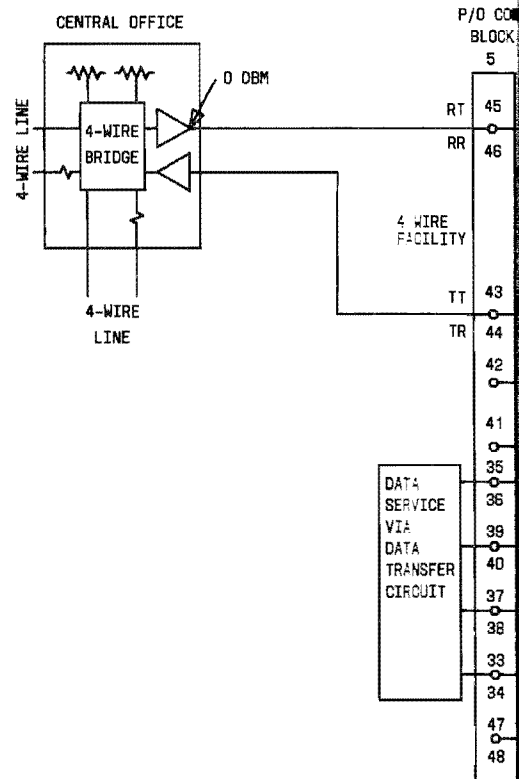 CENTRAL OFFICE
0 DBM
4-WIRE LINE
4-WIRE
BRIDGE
4-WIRE
LINE
P/O CO
BLOCK
5
RT 45
RR 46
4 WIRE
FACILITY
TT 43
TR 44
42
41
35
36
39
40
37
38
33
34
47
48
DATA
SERVICE
VIA
DATA
TRANSFER
CIRCUIT